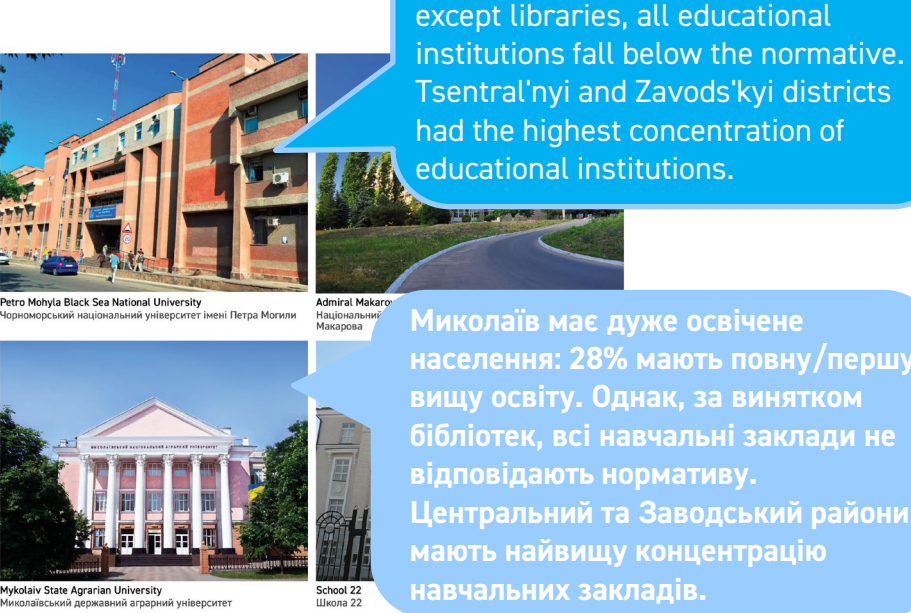 except libraries, all educational
institutions fall below the normative.
Tsentral'nyi and Zavods'kyi districts
had the highest concentration of
educational institutions.
Petro Mohyla Black Sea National University
Чорноморський національний університет імені Петра Могили
Admiral Makarov
Національний
Макарова
Миколаїв має дуже освічене
населення: 28% мають повну/першу
вищу освіту. Однак, за винятком
бібліотек, всі навчальні заклади не
відповідають нормативу.
Центральний та Заводський райони
мають найвищу концентрацію
навчальних закладів.
МИКОЛАЇВСЬКИЙ НАЦІОНАЛЬНИЙ АГРАРНИЙ УНІВЕРСИТЕТ
Mykolaiv State Agrarian University
Миколаївський державний аграрний університет
School 22
Школа 22